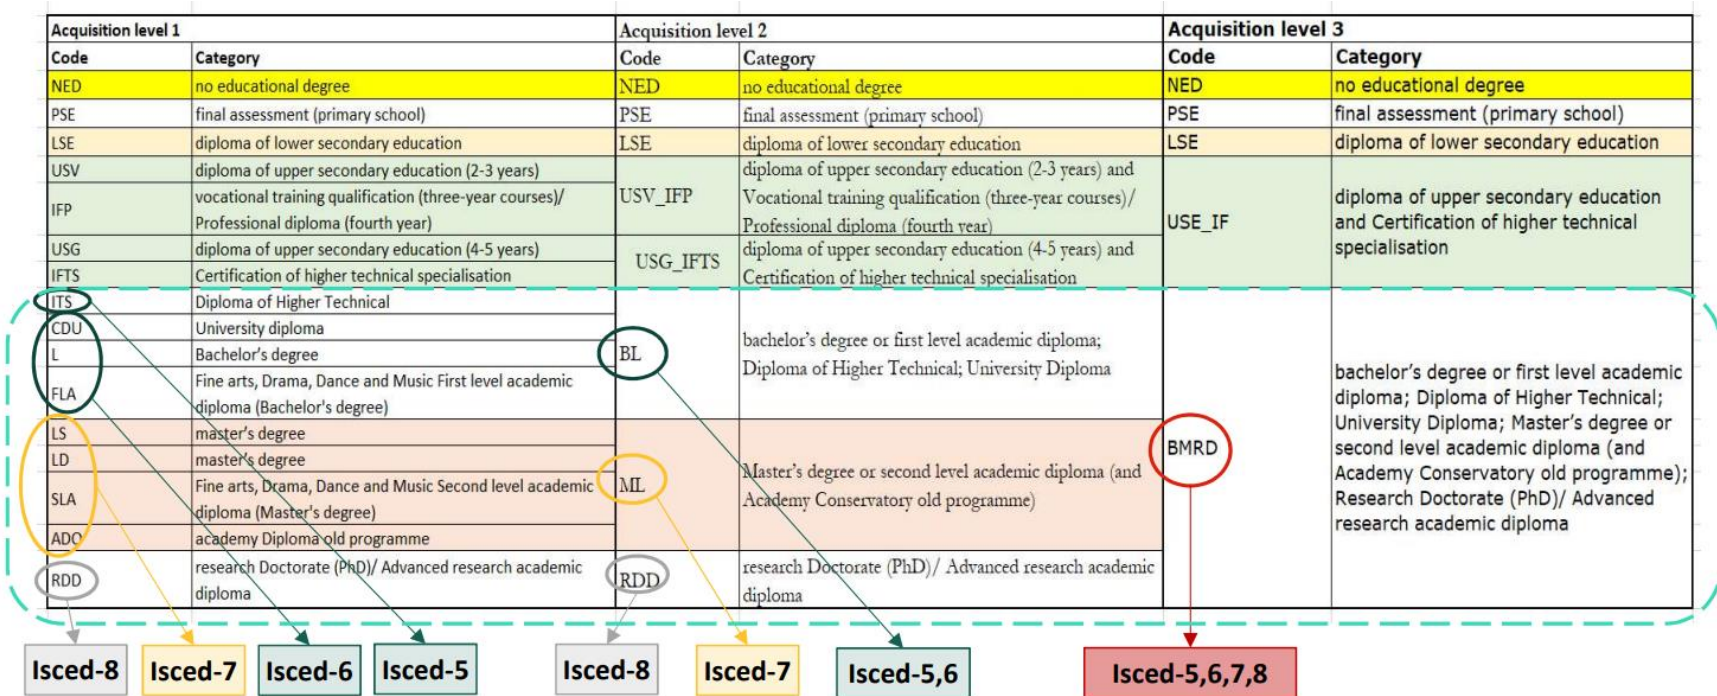 Acquisition level 1
Acquisition level 2
Acquisition level 3
Code
Category
Code
Category
Code
Category
NED
no educational degree
NED
no educational degree
NED
no educational degree
PSE
final assessment (primary school)
PSE
final assessment (primary school)
PSE
final assessment (primary school)
LSE
diploma of lower secondary education
LSE
diploma of lower secondary education
LSE
diploma of lower secondary education
USV
diploma of upper secondary education (2-3 years)
IFP
vocational training qualification (three-year courses)/
Professional diploma (fourth year)
USV_IFP
diploma of upper secondary education (2-3 years) and
Vocational training qualification (three-year courses)/
Professional diploma (fourth year)
USE_IF
diploma of upper secondary education
and Certification of higher technical
specialisation
USG
diploma of upper secondary education (4-5 years)
IFTS
Certification of higher technical specialisation
USG_IFTS
diploma of upper secondary education (4-5 years) and
Certification of higher technical specialisation
ITS
Diploma of Higher Technical
CDU
University diploma
L
Bachelor's degree
FLA
Fine arts, Drama, Dance and Music First level academic
diploma (Bachelor's degree)
BL
bachelor's degree or first level academic diploma;
Diploma of Higher Technical; University Diploma
BMRD
bachelor's degree or first level academic
diploma; Diploma of Higher Technical;
University Diploma; Master's degree or
second level academic diploma (and
Academy Conservatory old programme);
Research Doctorate (PhD)/ Advanced
research academic diploma
LS
master's degree
LD
master's degree
SLA
Fine arts, Drama, Dance and Music Second level academic
diploma (Master's degree)
ADO
academy Diploma old programme
ML
Master's degree or second level academic diploma (and
Academy Conservatory old programme)
RDD
research Doctorate (PhD)/ Advanced research academic
diploma
RDD
research Doctorate (PhD)/ Advanced research academic
diploma
Isced-8
Isced-7
Isced-6
Isced-5
Isced-8
Isced-7
Isced-5,6
Isced-5,6,7,8